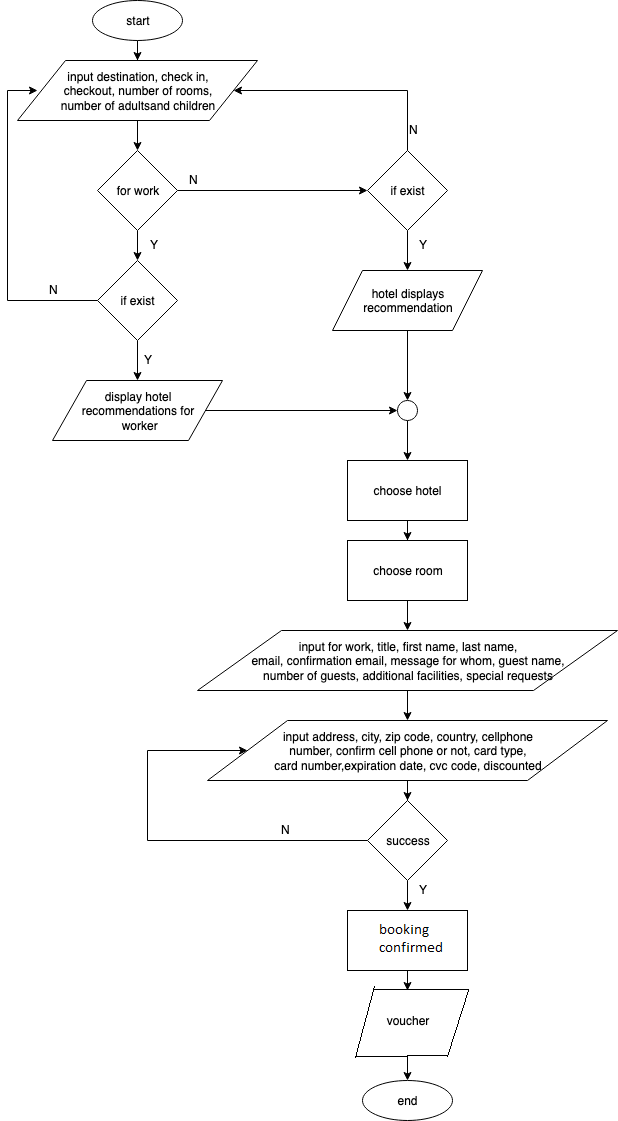 start
input destination, check in,
checkout, number of rooms,
number of adultsand children
N
for work
N
if exist
Y
Y
N
if exist
hotel displays
recommendation
Y
display hotel
recommendations for
worker
choose hotel
choose room
input for work, title, first name, last name,
email, confirmation email, message for whom, guest name,
number of guests, additional facilities, special requests
input address, city, zip code, country, cellphone
number, confirm cell phone or not, card type,
card number,expiration date, cvc code, discounted
N
success
Y
booking
confirmed
voucher
end